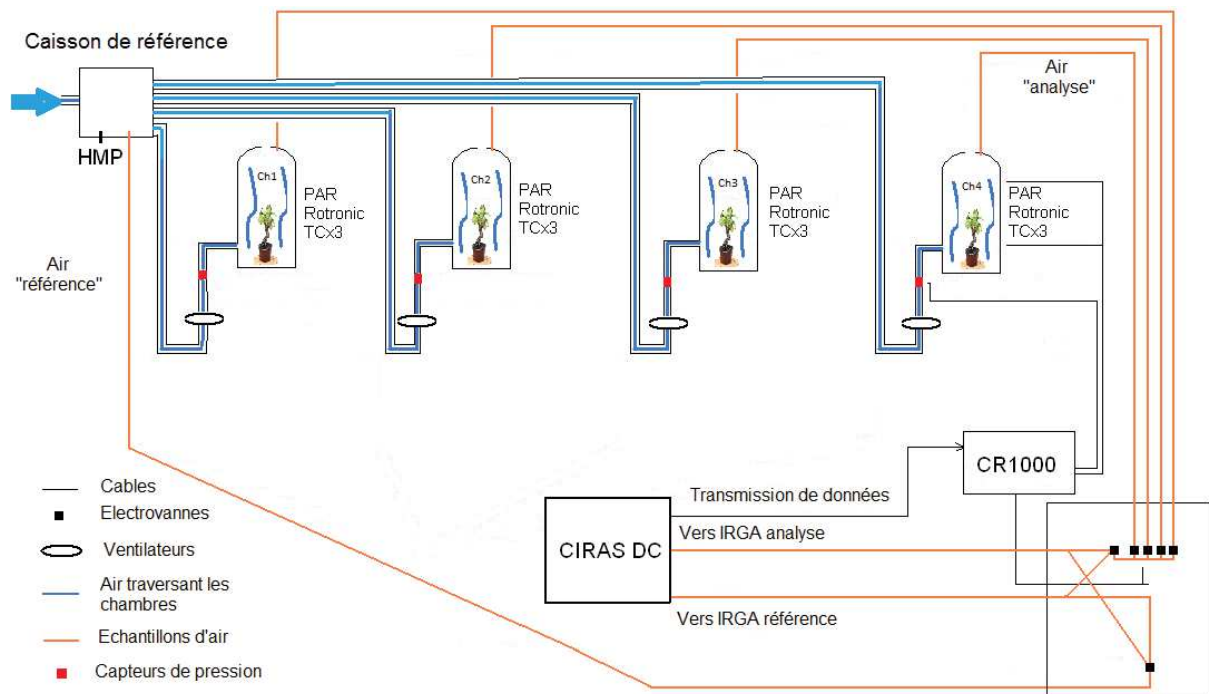 Caisson de référence
Air
"analyse"
HMP
Ch1
PAR
Rotronic
TCx3
Ch2
PAR
Rotronic
TCx3
Ch3
PAR
Rotronic
TCx3
Ch4
PAR
Rotronic
TCx3
Air
"référence"
CR1000
Cables
Electrovannes
Ventilateurs
Air traversant les
chambres
Echantillons d'air
Capteurs de pression
CIRAS DC
Transmission de données
Vers IRGA analyse
Vers IRGA référence